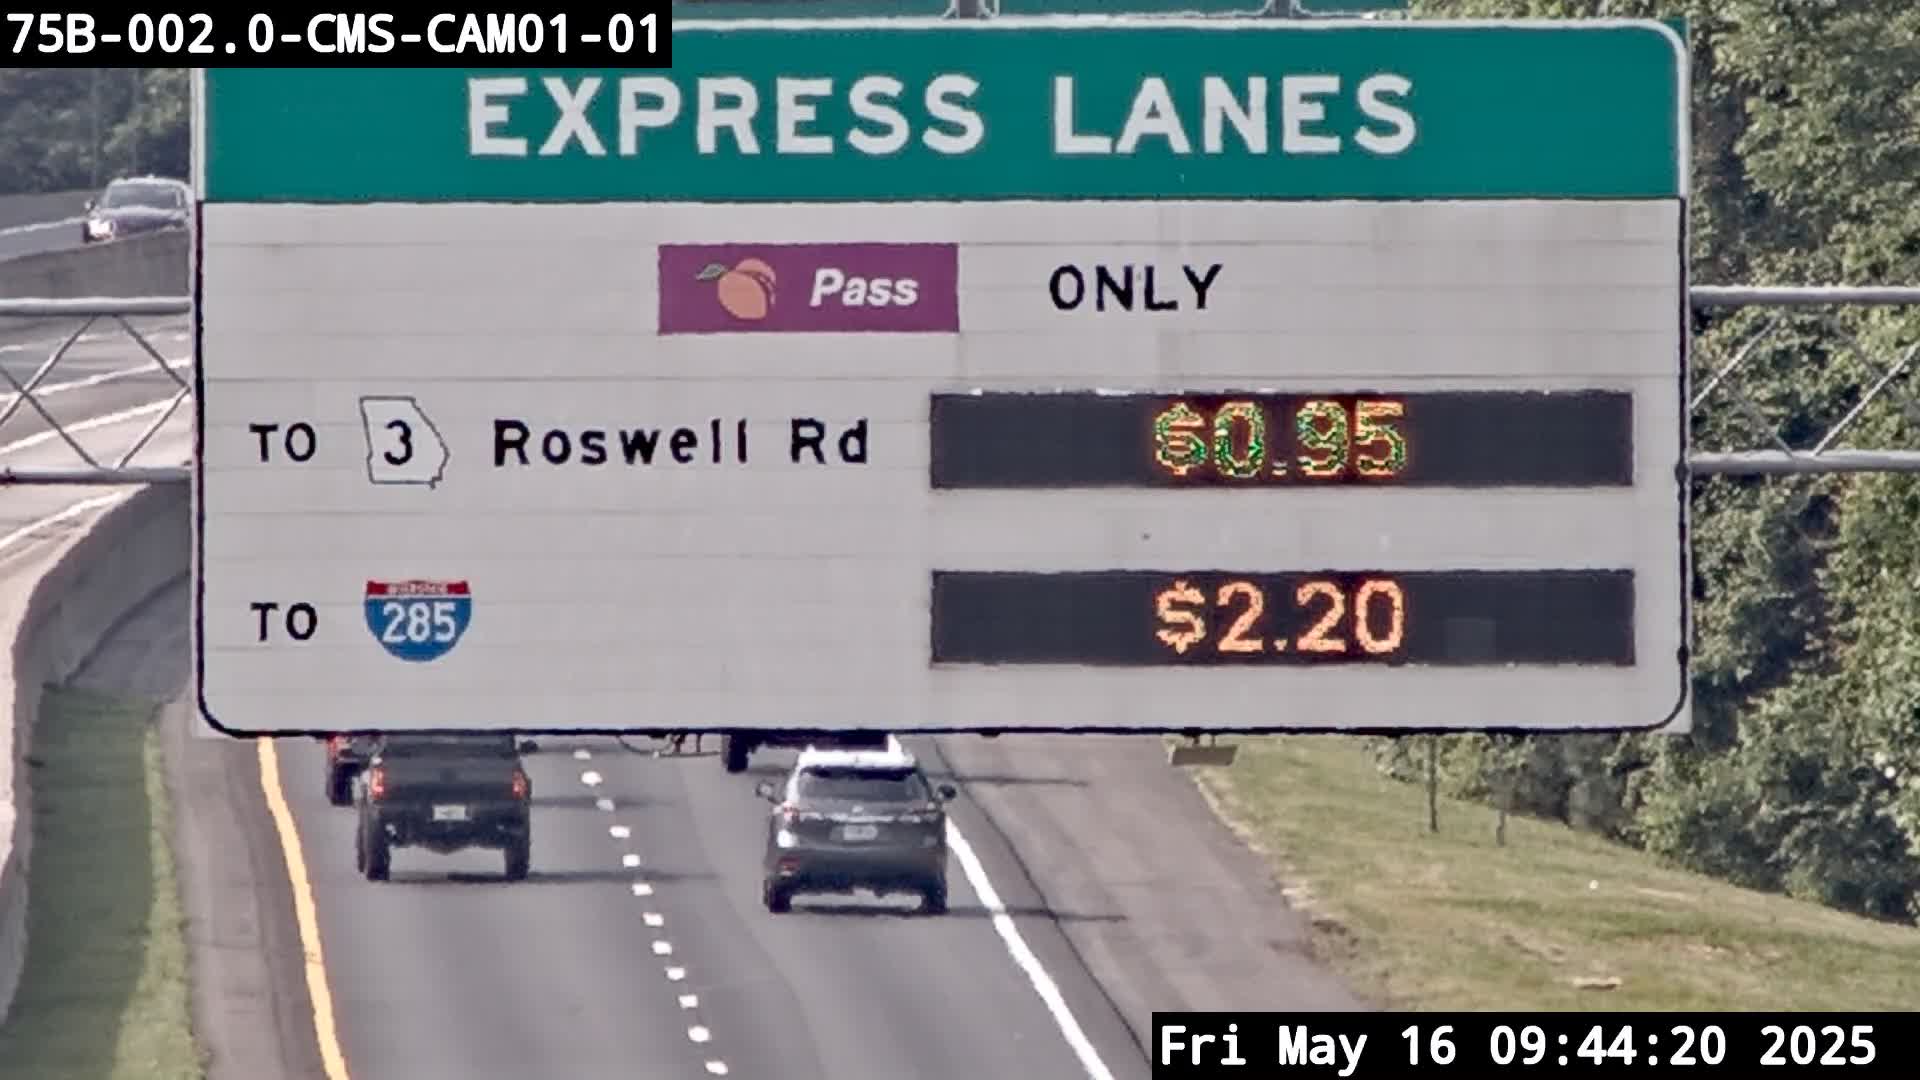 75B-002.0-CMS-CAM01-01
EXPRESS LANES
Pass ONLY
TO 3 Roswell Rd $0.95
TO 285 $2.20
Fri May 16 09:44:20 2025